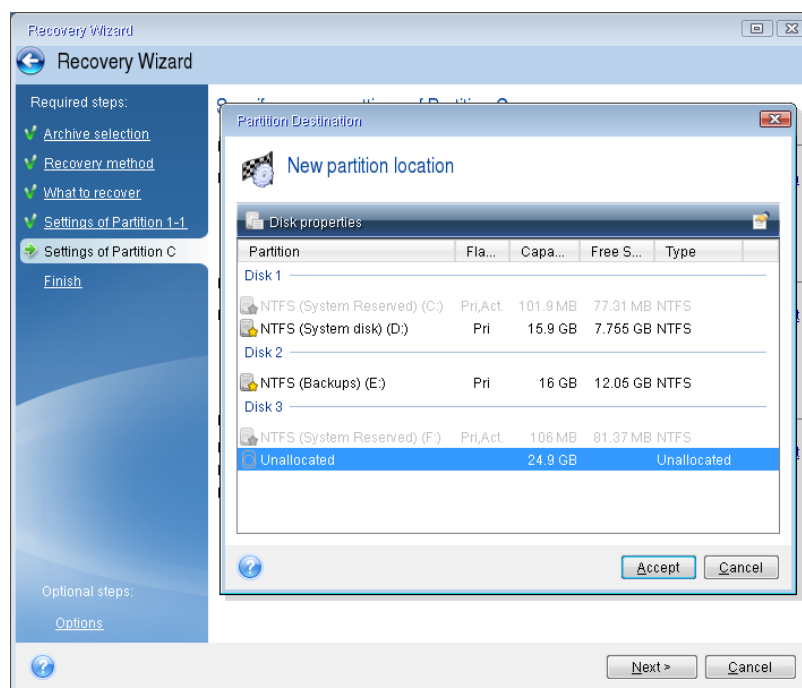 Recovery Wizard
Recovery Wizard
Required steps:
Archive selection
Recovery method
What to recover
Settings of Partition 1-1
Settings of Partition C
Finish
Optional steps:
Options
Partition Destination
New partition location
Disk properties
Partition Fla... Capa... Free S... Type
Disk 1
NTFS (System Reserved) (C:) Pri,Act. 101.9 MB 77.31 MB NTFS
NTFS (System disk) (D:) Pri 15.9 GB 7.755 GB NTFS
Disk 2
NTFS (Backups) (E:) Pri 16 GB 12.05 GB NTFS
Disk 3
NTFS (System Reserved) (F:) Pri,Act. 106 MB 81.37 MB NTFS
Unallocated 24.9 GB Unallocated
Accept Cancel
Next > Cancel